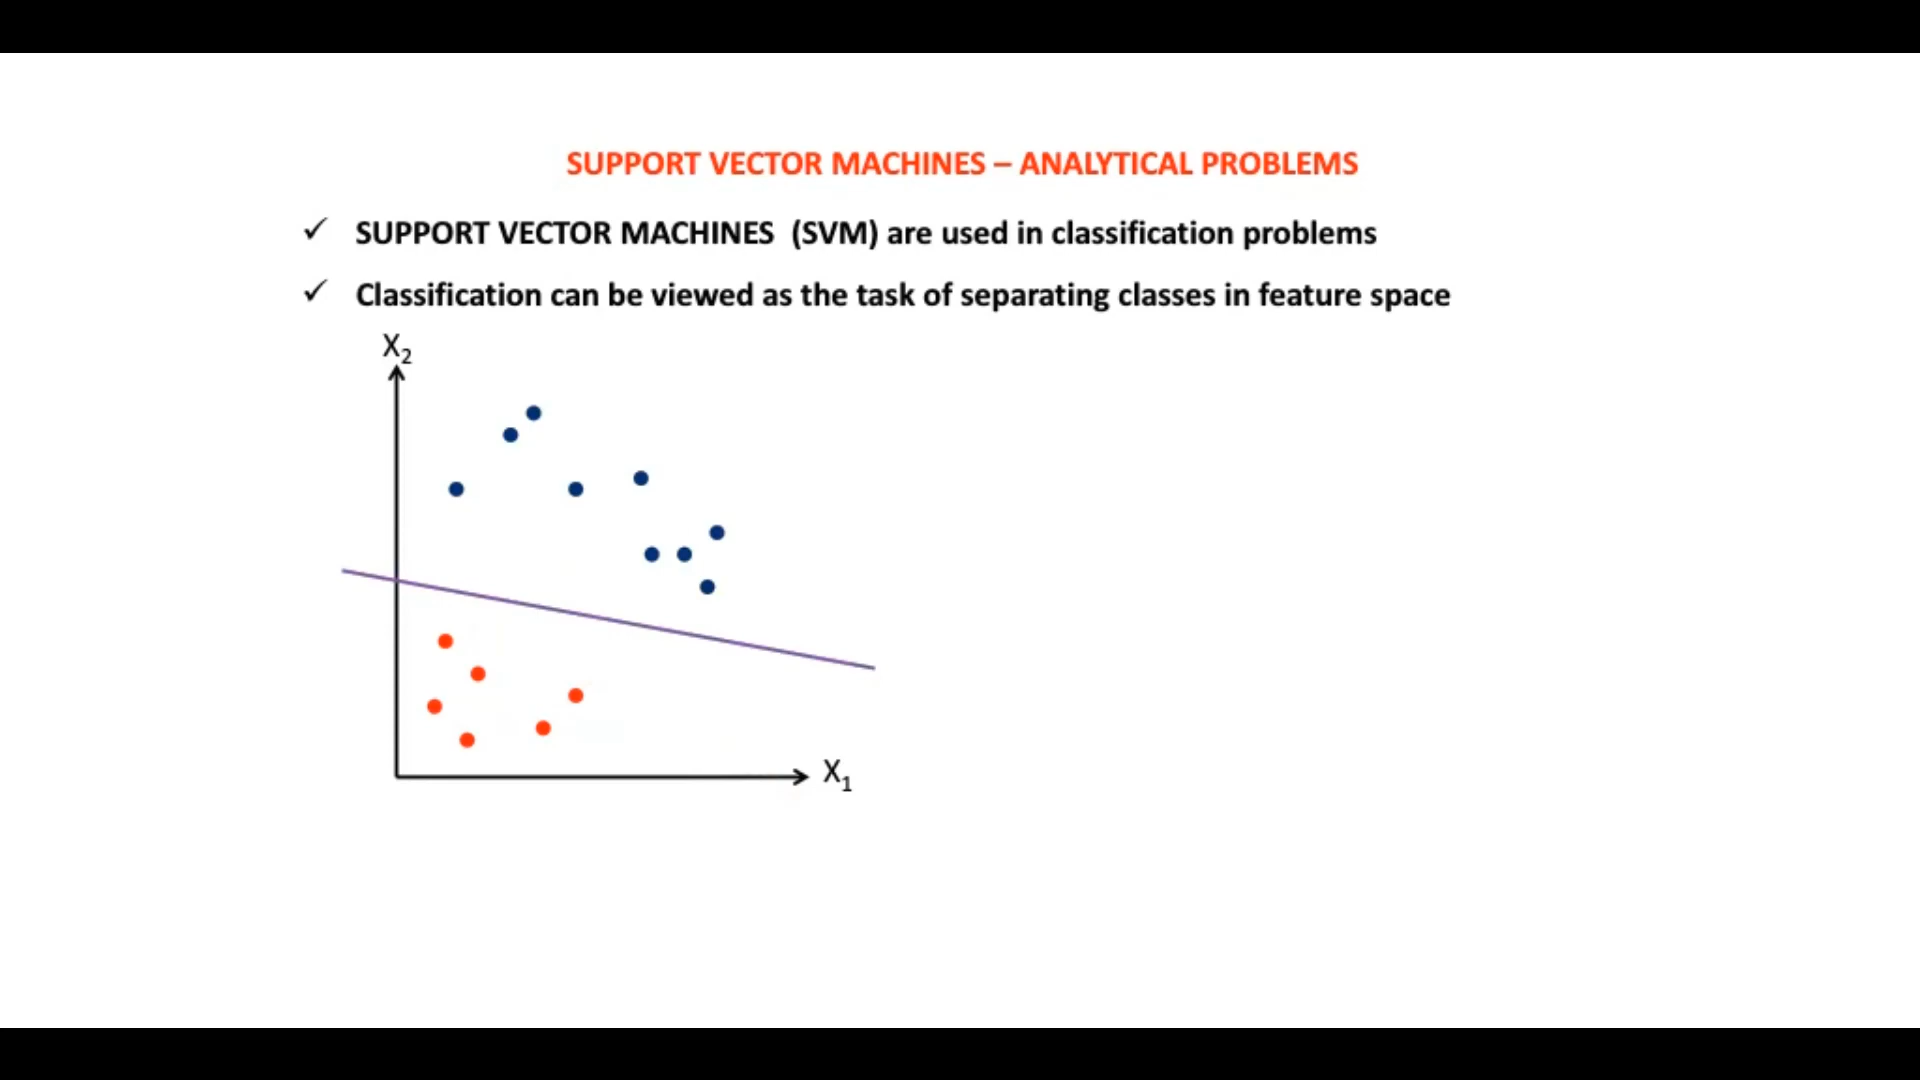 SUPPORT VECTOR MACHINES – ANALYTICAL PROBLEMS
✓ SUPPORT VECTOR MACHINES (SVM) are used in classification problems
✓ Classification can be viewed as the task of separating classes in feature space
X₂
X₁